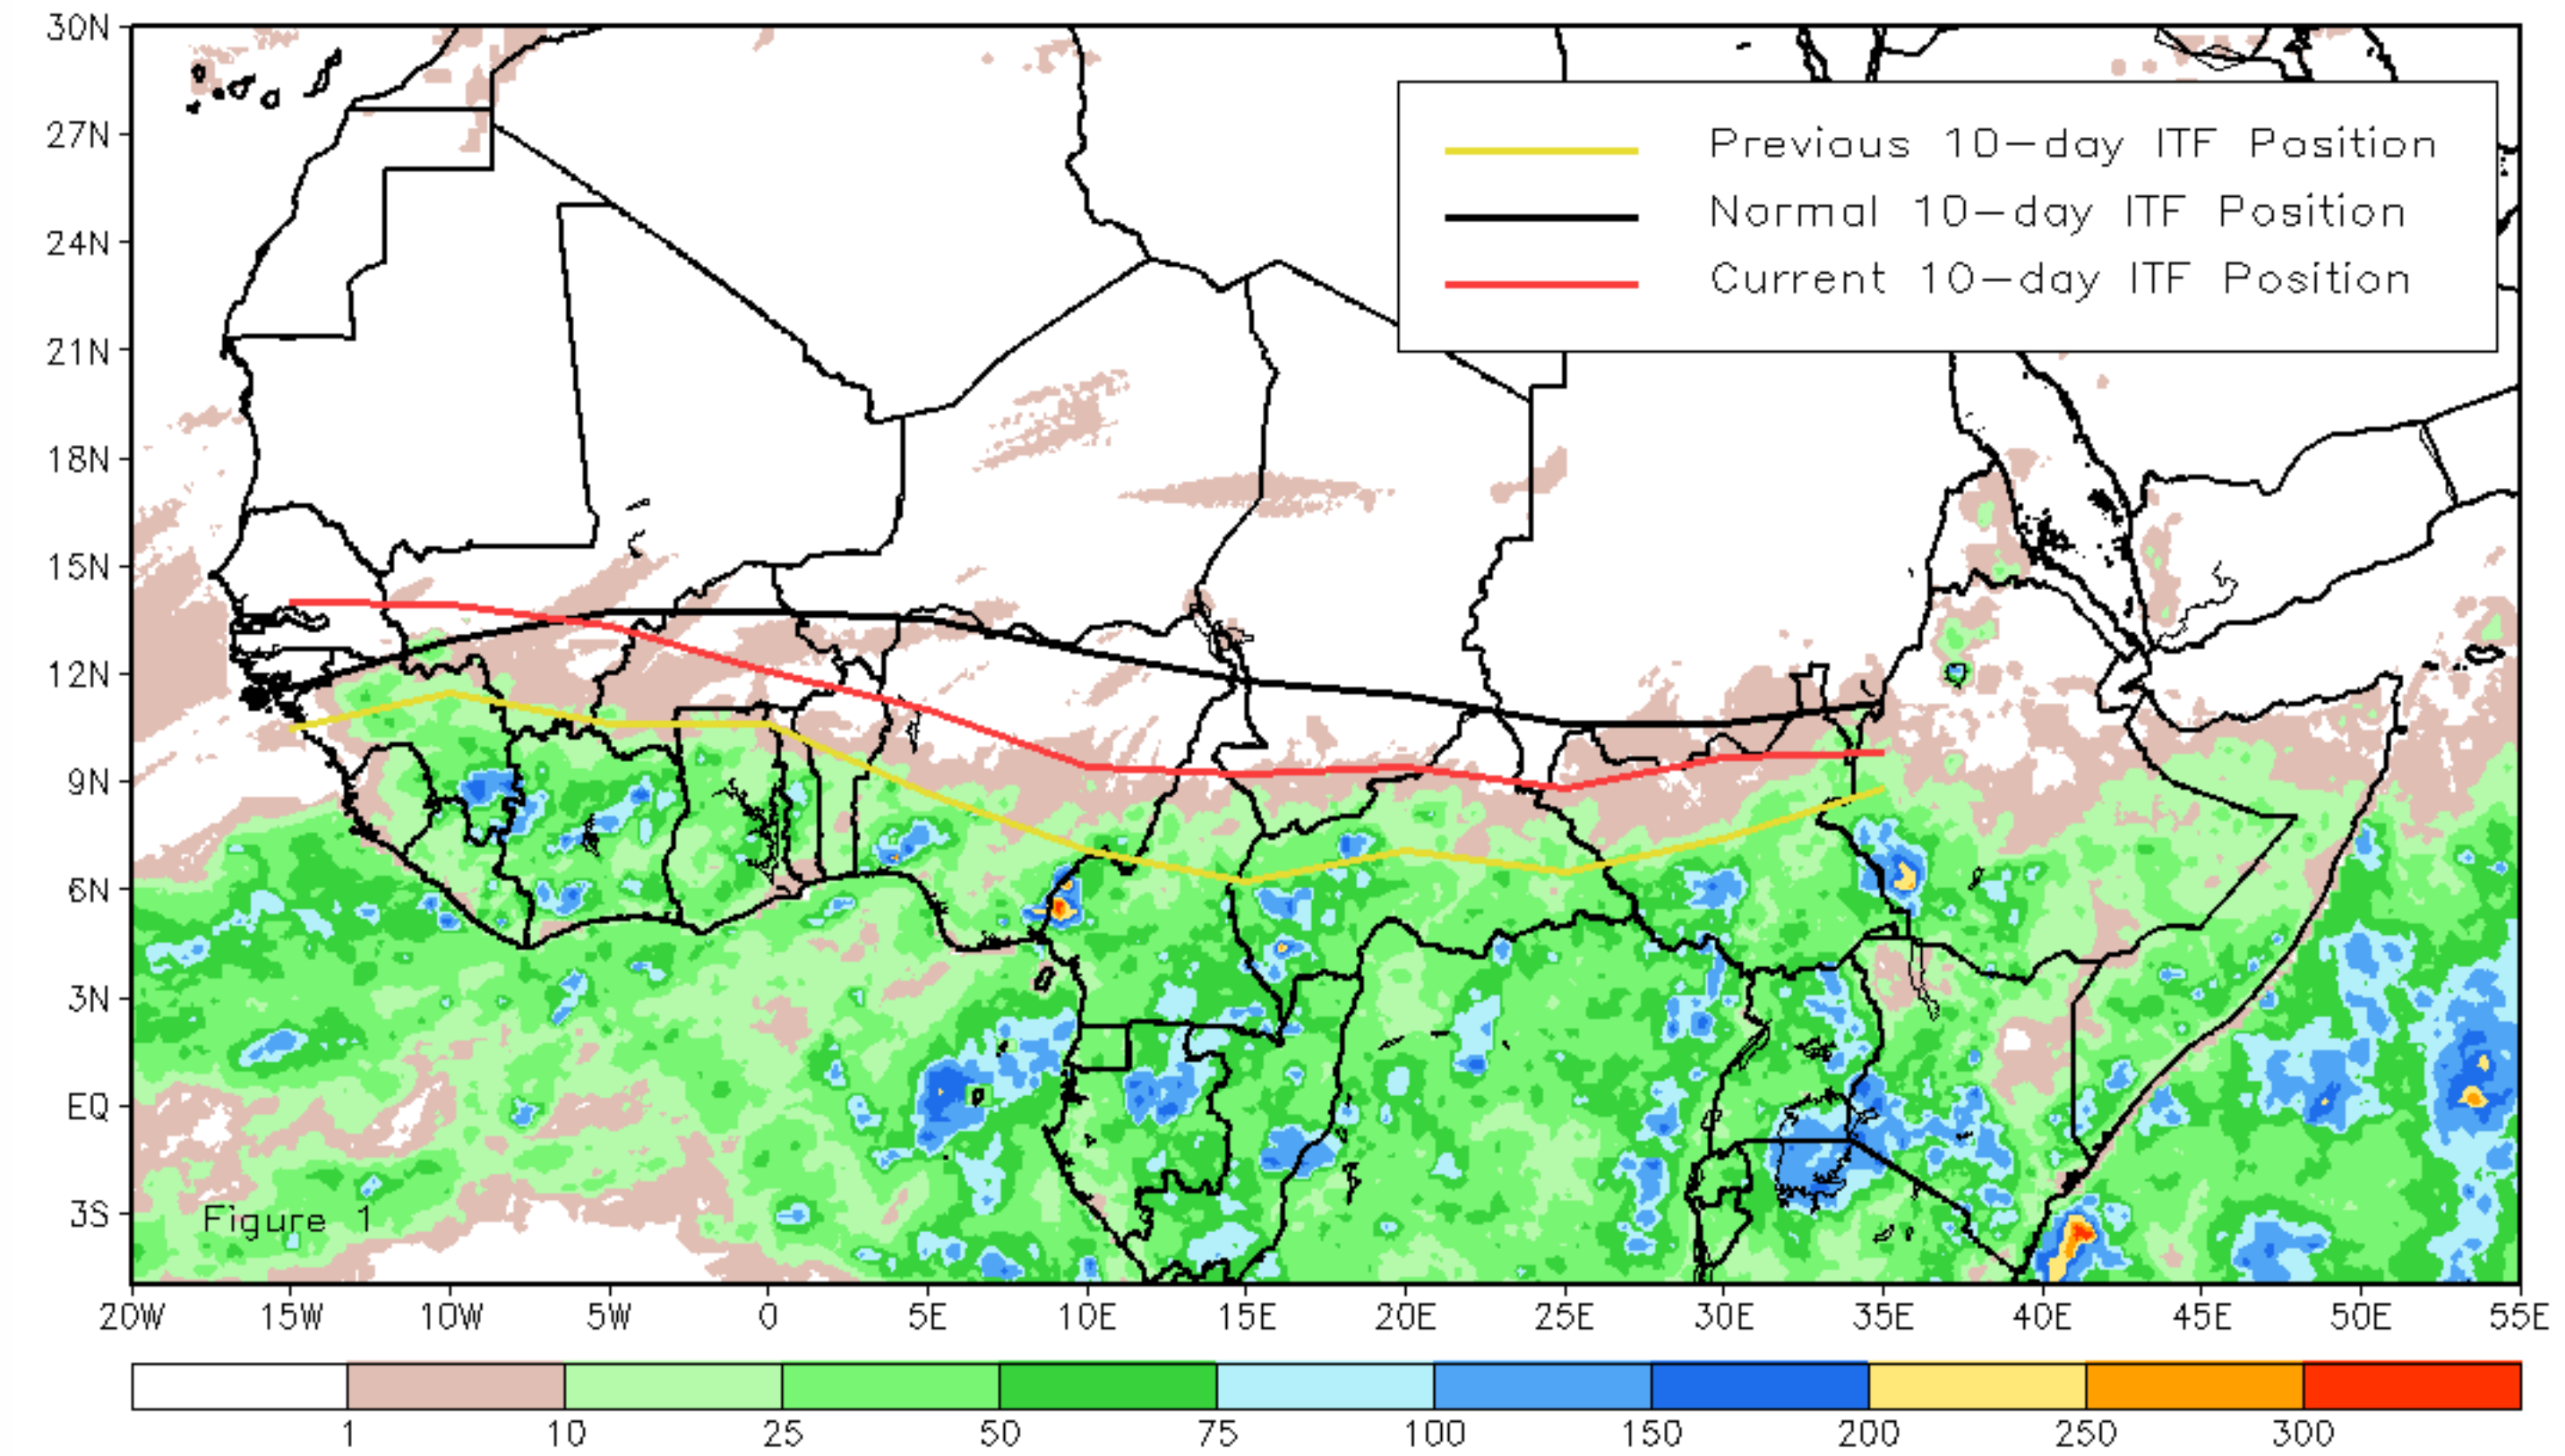 30N
27N
24N
21N
18N
15N
12N
9N
6N
3N
EQ
3S
Previous 10-day ITF Position
Normal 10-day ITF Position
Current 10-day ITF Position
Figure 1
20W 15W 10W 5W 0 5E 10E 15E 20E 25E 30E 35E 40E 45E 50E 55E
1 10 25 50 75 100 150 200 250 300